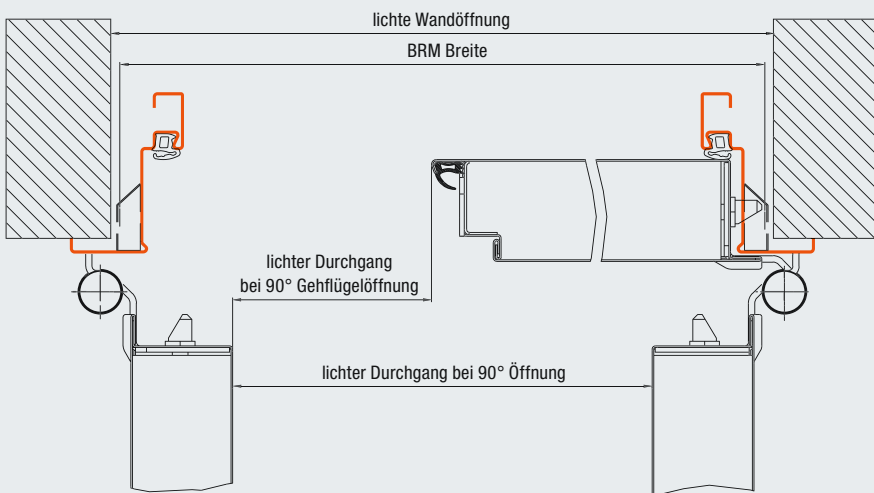 lichte Wandöffnung
BRM Breite
lichter Durchgang
bei 90° Gehflügelöffnung
lichter Durchgang bei 90° Öffnung